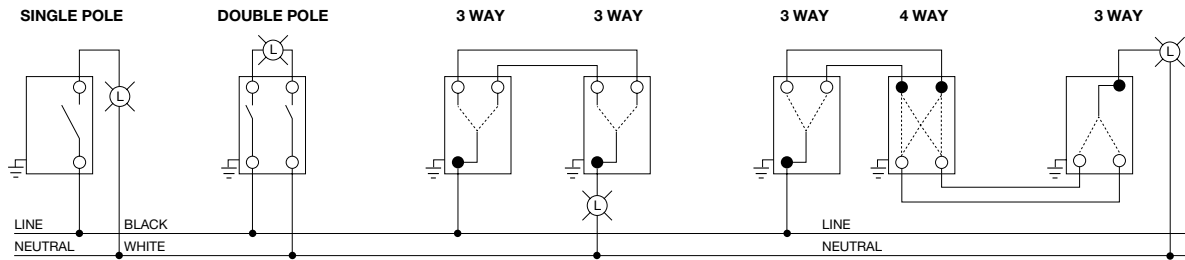 SINGLE POLE
DOUBLE POLE
3 WAY
3 WAY
3 WAY
4 WAY
3 WAY
L
L
L
L
LINE
BLACK
LINE
NEUTRAL
WHITE
NEUTRAL